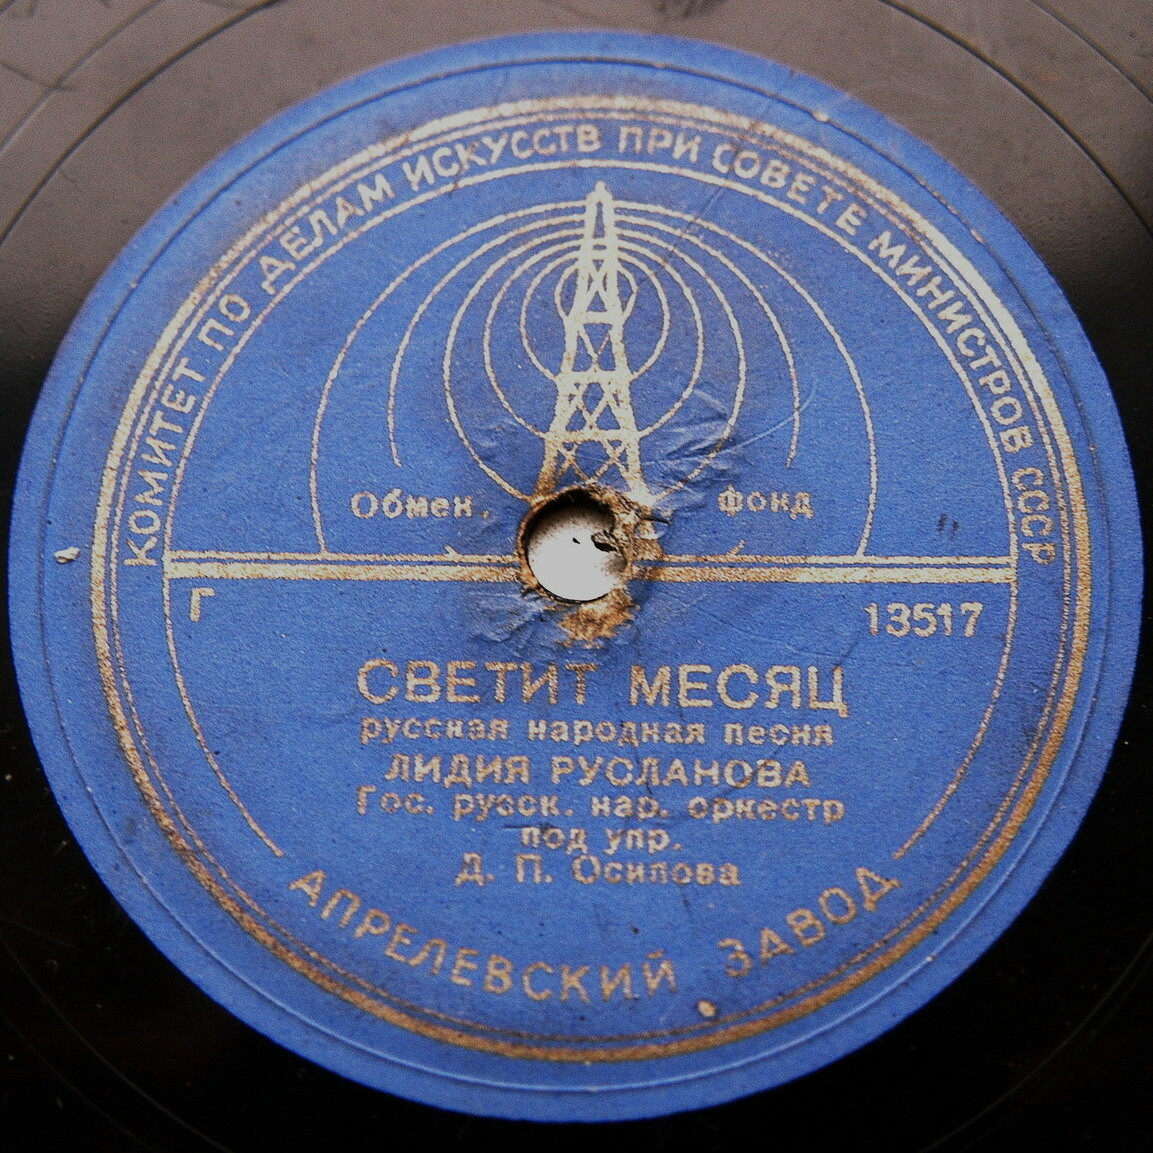 КОМИТЕТ ПО ДЕЛАМ ИСКУССТВ ПРИ СОВЕТЕ МИНИСТРОВ СССР
Обмен. фонд
Г 13517
СВЕТИТ МЕСЯЦ
русская народная песня
ЛИДИЯ РУСЛАНОВА
Гос. русск. нар. оркестр
под упр.
Д. П. Осипова
АПРЕЛЕВСКИЙ ЗАВОД